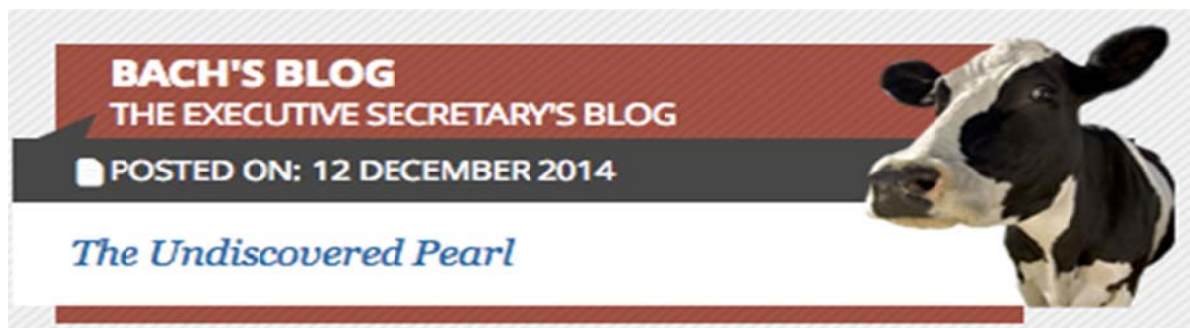 BACH'S BLOG
THE EXECUTIVE SECRETARY'S BLOG
POSTED ON: 12 DECEMBER 2014
The Undiscovered Pearl